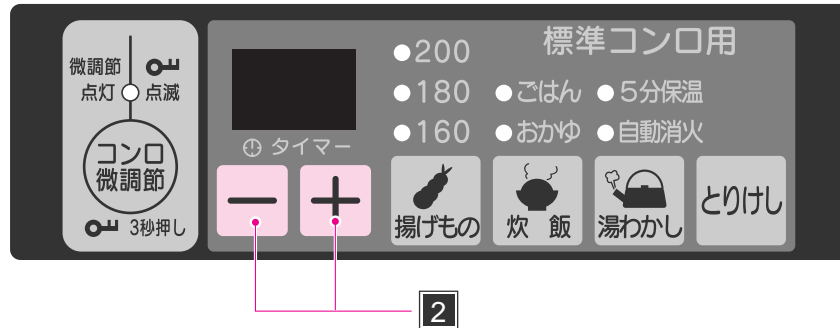 微調節
点灯 点滅
コンロ
微調節
3秒押し
標準コンロ用
200
180 ごはん 5分保温
160 おかゆ 自動消火
タイマー
− +
揚げもの 炊 飯 湯わかし とりけし
2